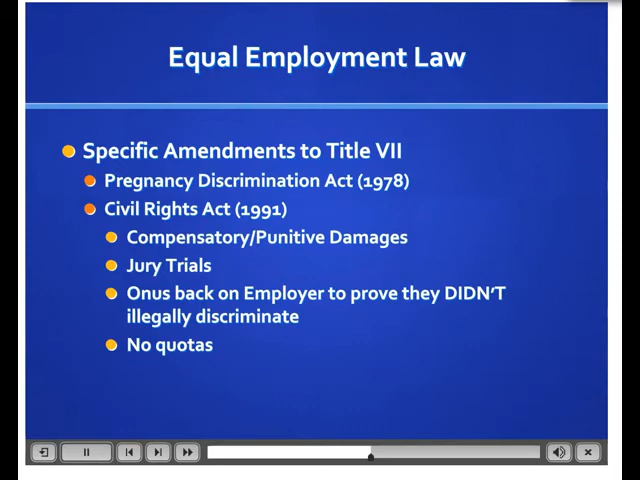 Equal Employment Law
Specific Amendments to Title VII
Pregnancy Discrimination Act (1978)
Civil Rights Act (1991)
Compensatory/Punitive Damages
Jury Trials
Onus back on Employer to prove they DIDN'T
illegally discriminate
No quotas